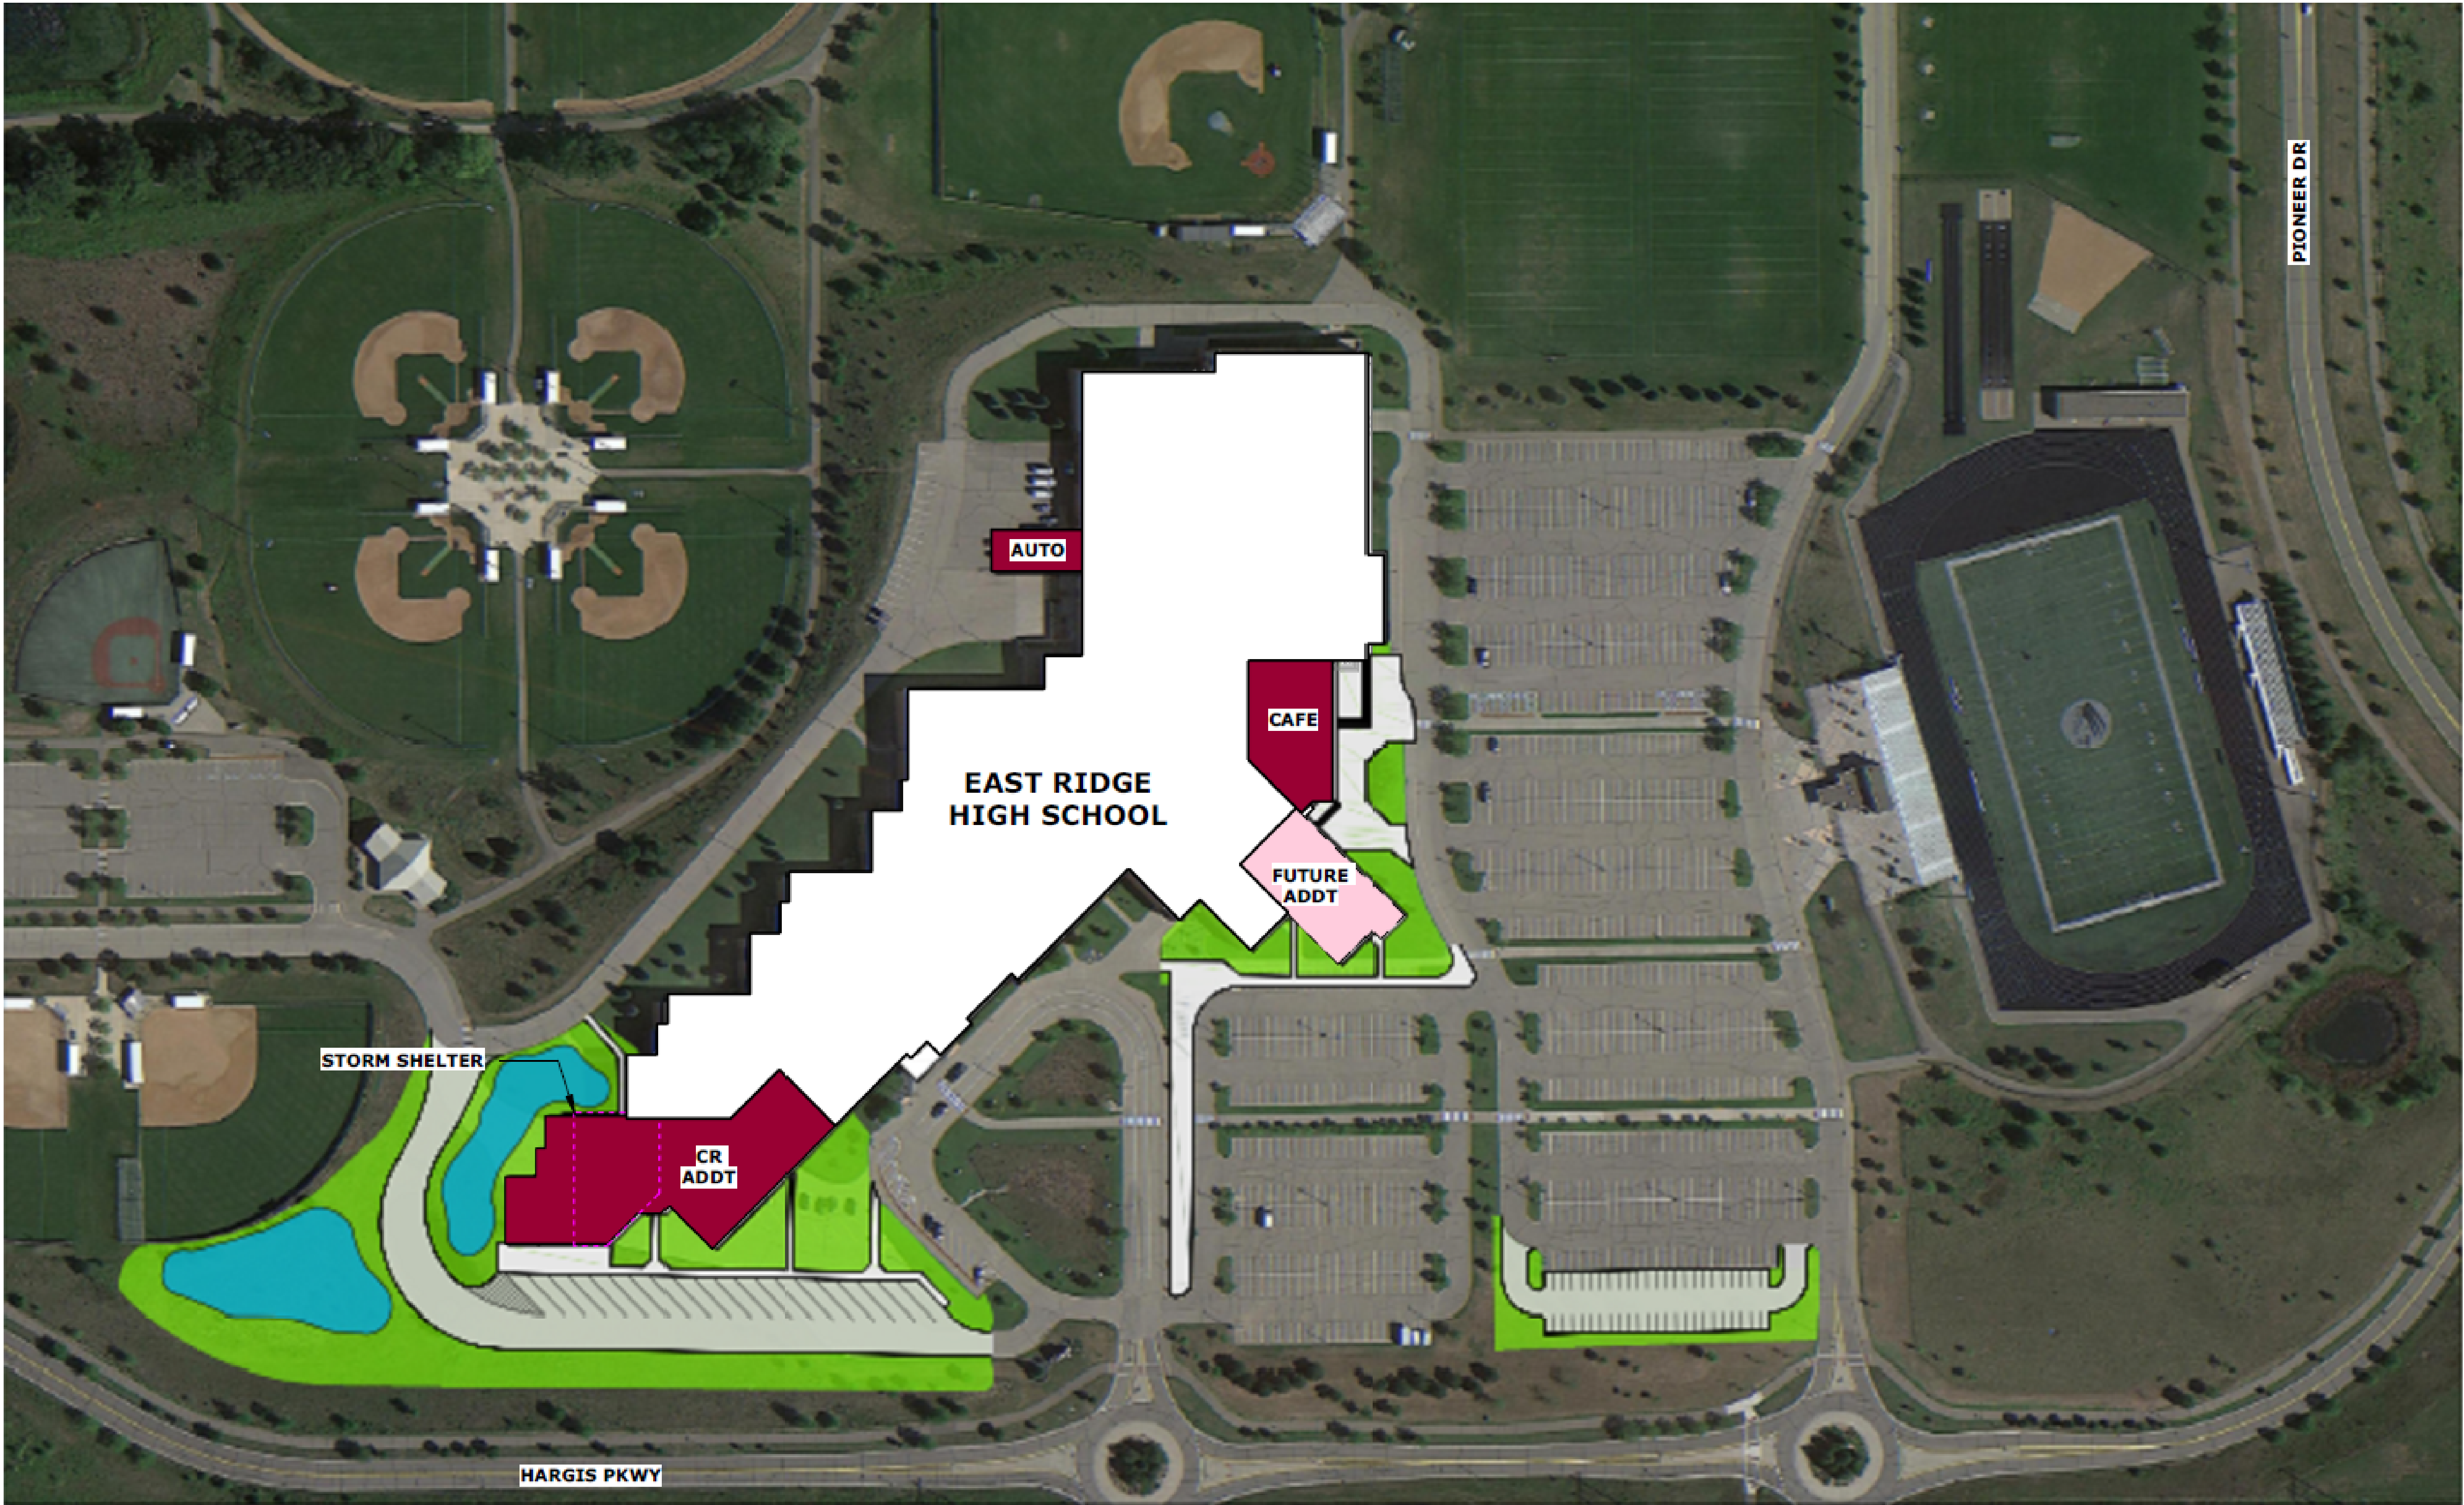 PIONEER DR
AUTO
CAFE
EAST RIDGE
HIGH SCHOOL
FUTURE
ADDT
STORM SHELTER
CR
ADDT
HARGIS PKWY